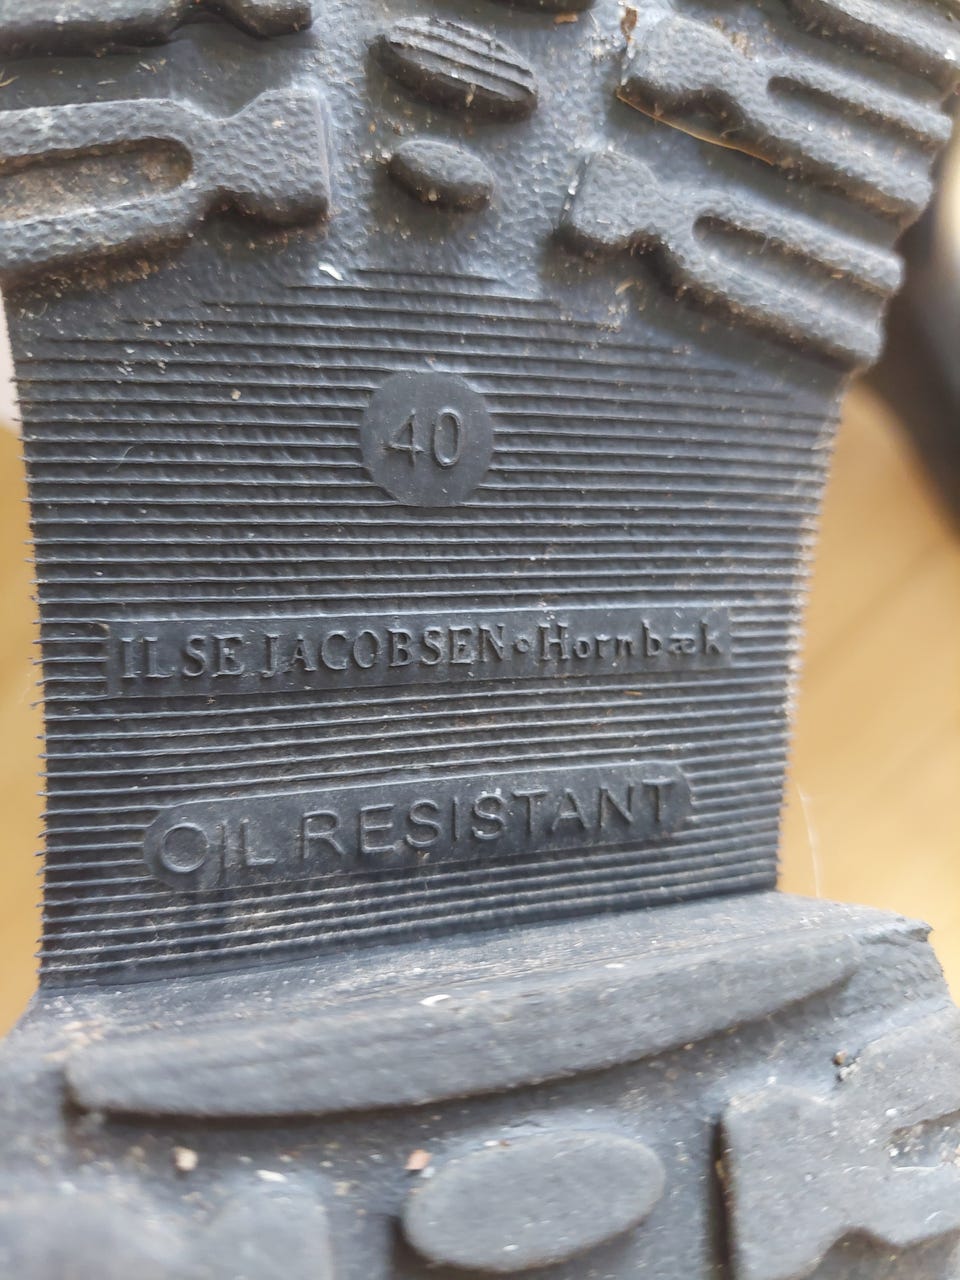 40
ILSE JACOBSEN • Hornbæk
OIL RESISTANT